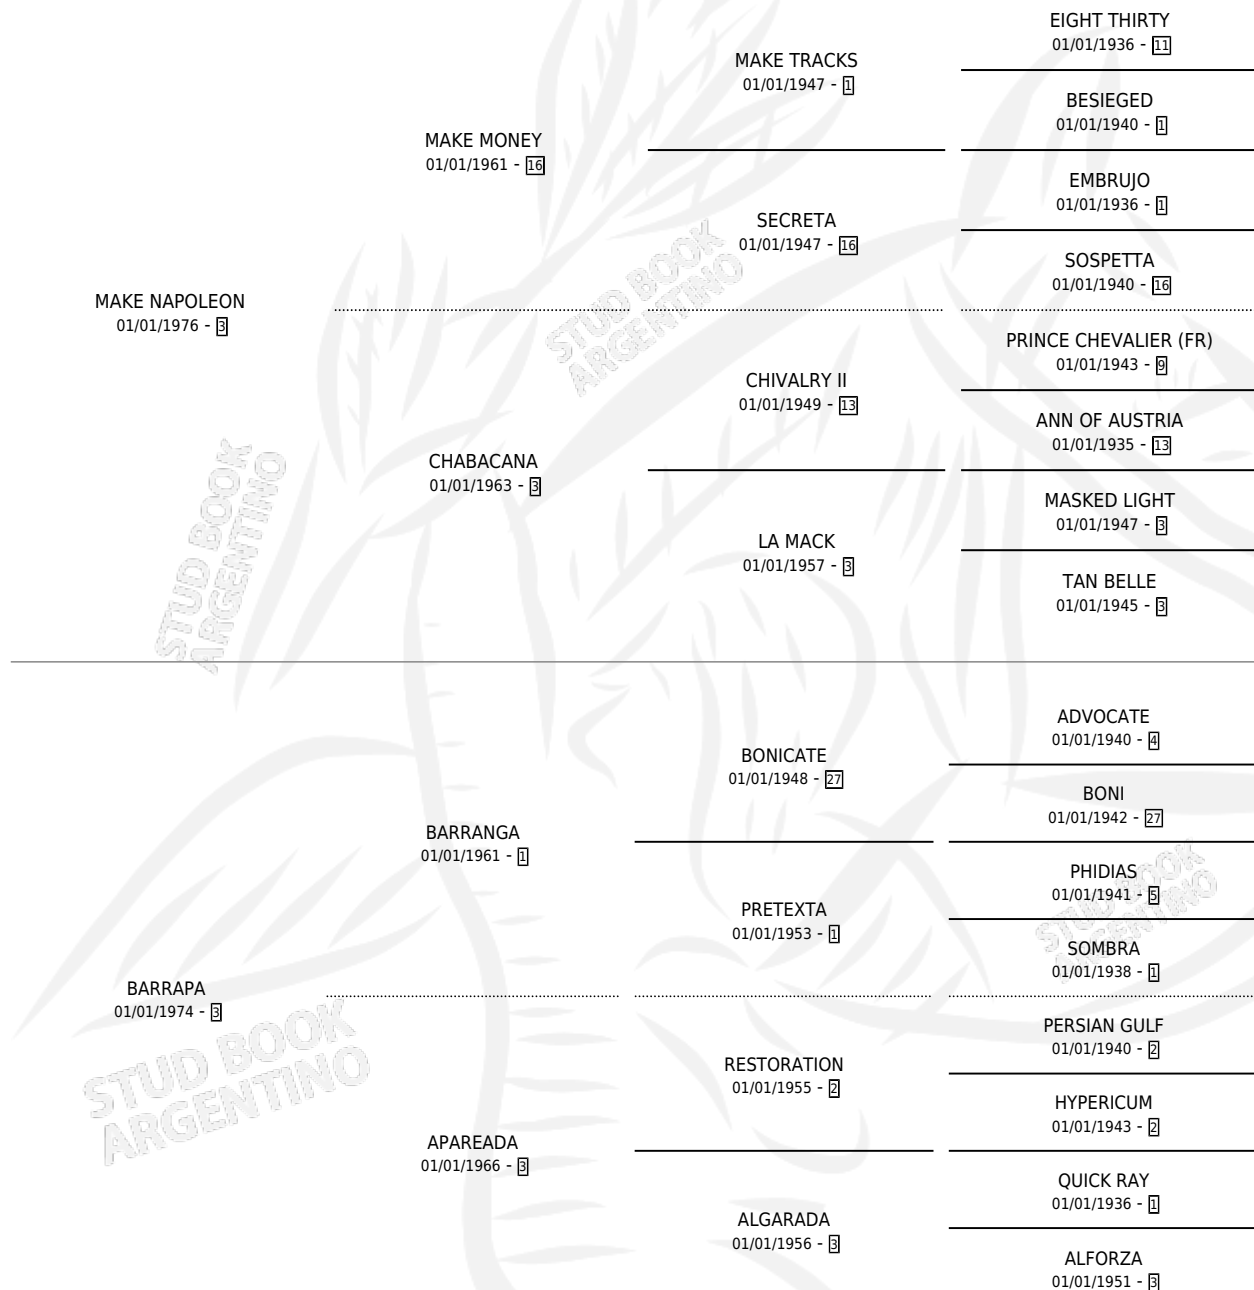 EIGHT THIRTY
01/01/1936 - 11
MAKE TRACKS
01/01/1947 - 1
BESIEGED
01/01/1940 - 1
MAKE MONEY
01/01/1961 - 16
EMBRUJO
01/01/1936 - 1
SECRETA
01/01/1947 - 16
SOSPETTA
01/01/1940 - 16
MAKE NAPOLEON
01/01/1976 - 3
PRINCE CHEVALIER (FR)
01/01/1943 - 9
CHIVALRY II
01/01/1949 - 13
ANN OF AUSTRIA
01/01/1935 - 13
CHABACANA
01/01/1963 - 3
MASKED LIGHT
01/01/1947 - 3
LA MACK
01/01/1957 - 3
TAN BELLE
01/01/1945 - 3
ADVOCATE
01/01/1940 - 4
BONICATE
01/01/1948 - 27
BONI
01/01/1942 - 27
BARRANGA
01/01/1961 - 1
PHIDIAS
01/01/1941 - 5
PRETEXTA
01/01/1953 - 1
SOMBRA
01/01/1938 - 1
BARRAPA
01/01/1974 - 3
PERSIAN GULF
01/01/1940 - 2
RESTORATION
01/01/1955 - 2
HYPERICUM
01/01/1943 - 2
APAREADA
01/01/1966 - 3
QUICK RAY
01/01/1936 - 1
ALGARADA
01/01/1956 - 3
ALFORZA
01/01/1951 - 3
STUD BOOK
ARGENTINO
STUD BOOK
ARGENTINO
STUD BOOK
ARGENTINO
STUD BOOK
ARGENTINO